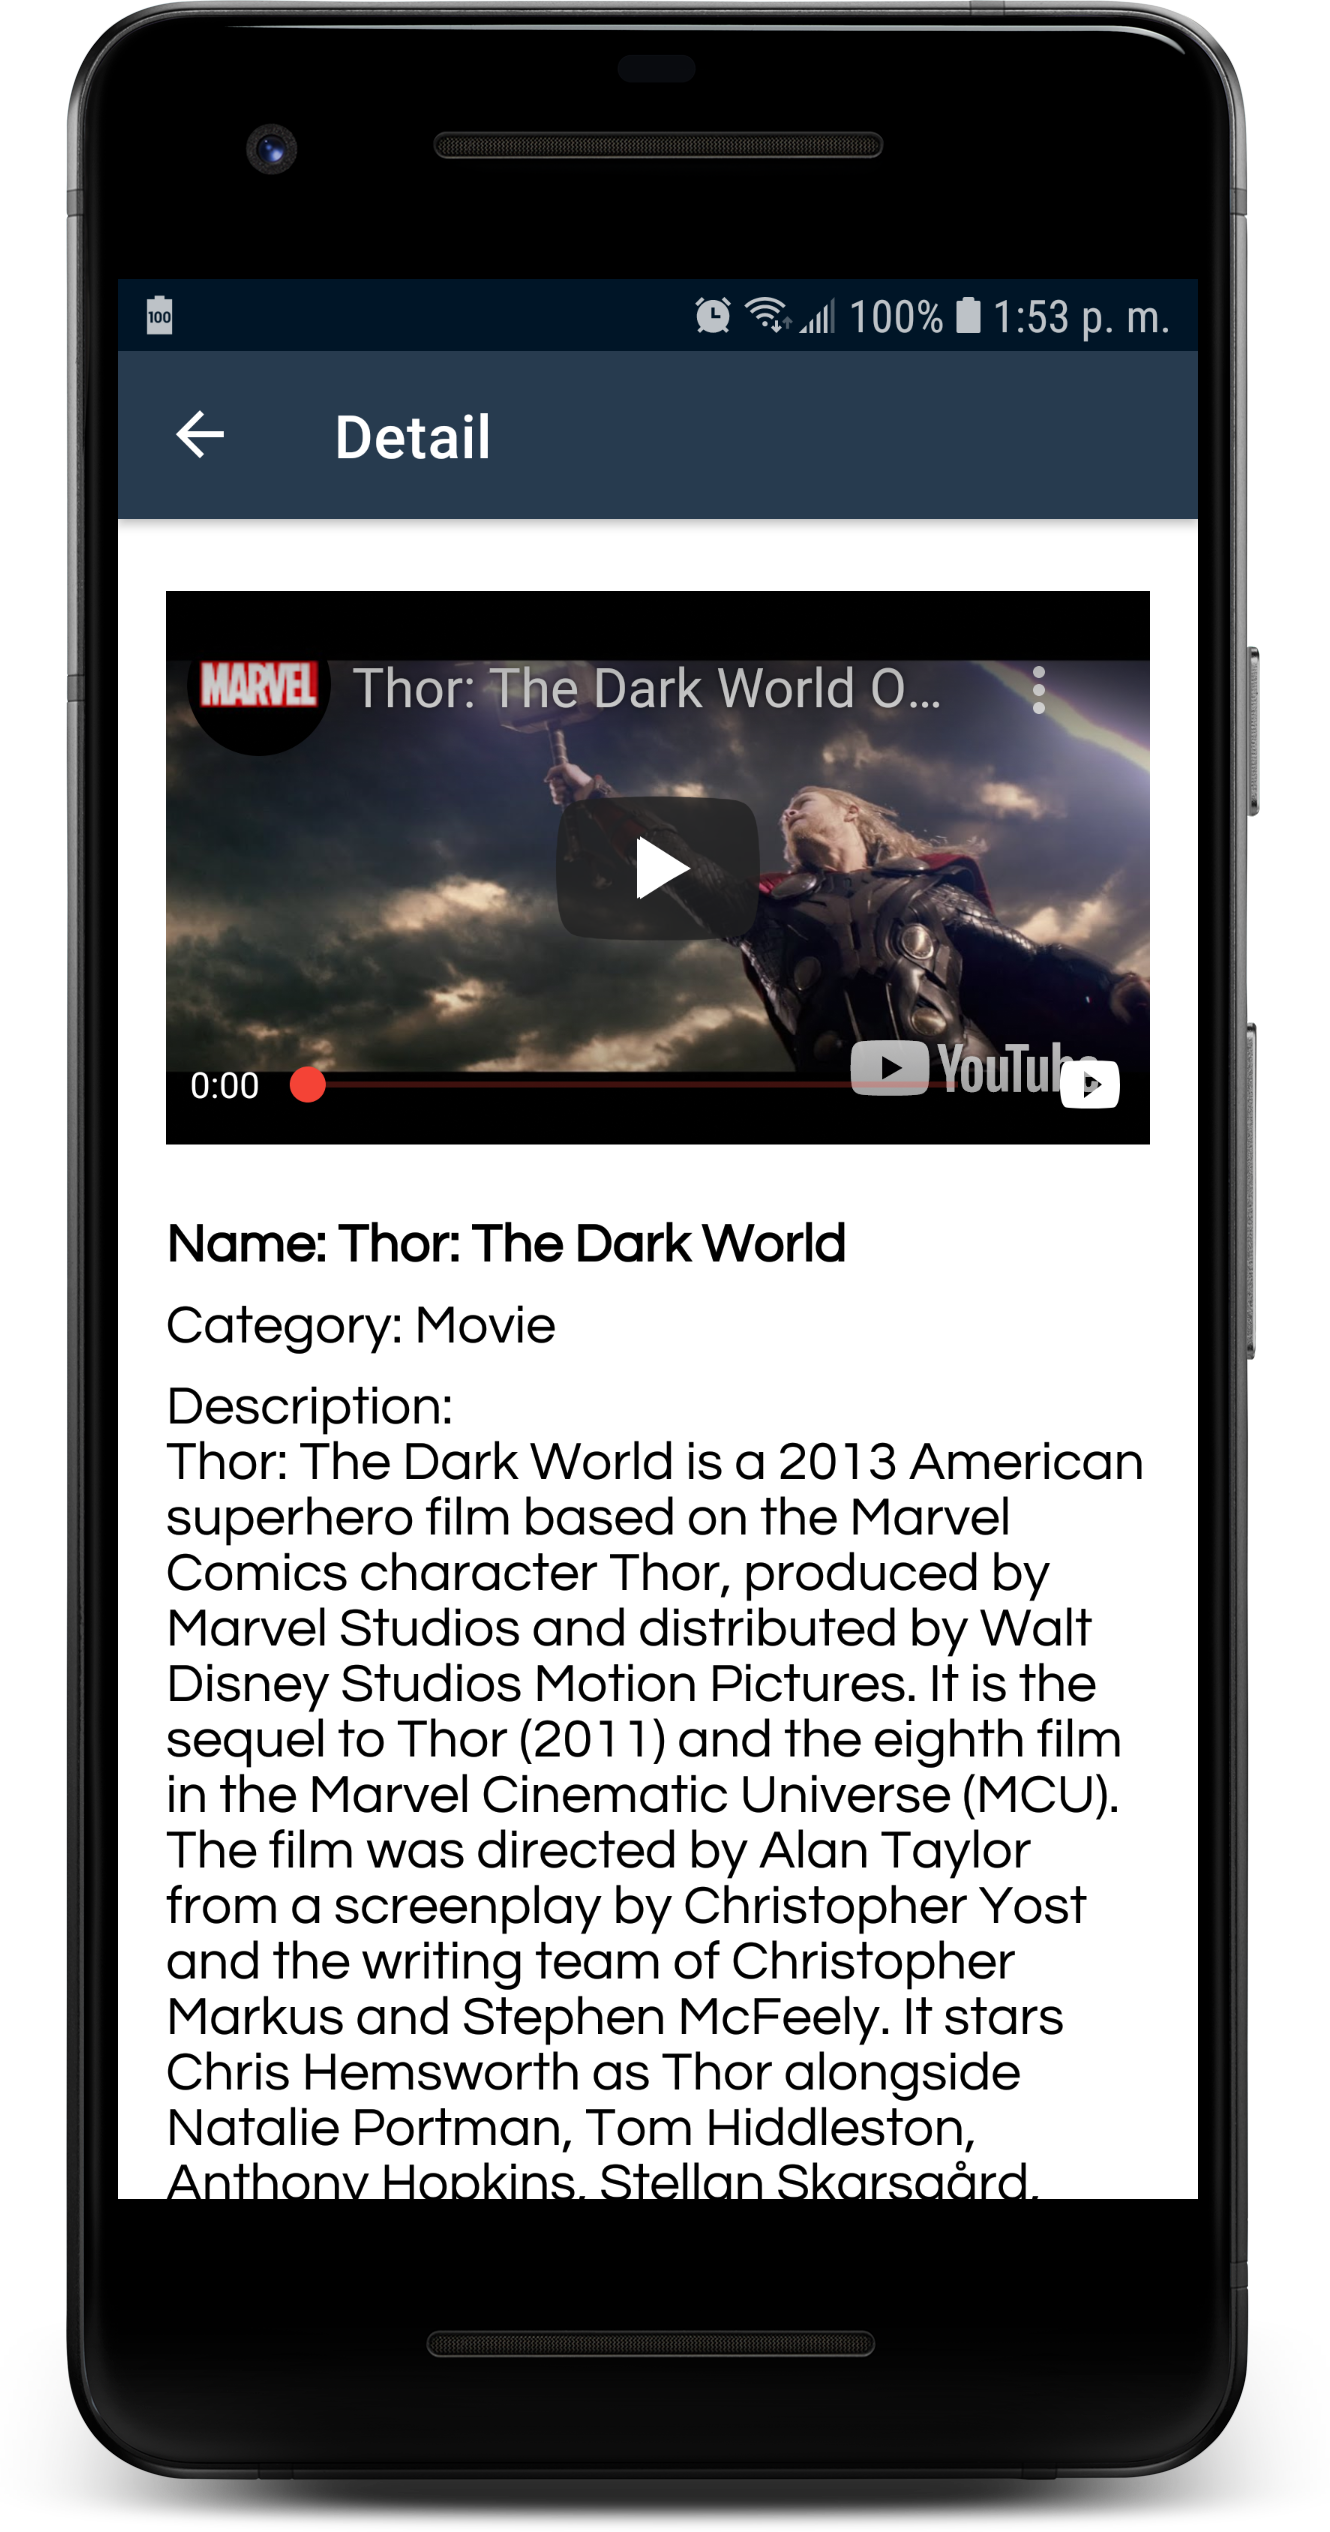 100
100% 1:53 p. m.
Detail
MARVEL Thor: The Dark World O...
0:00
YouTube
Name: Thor: The Dark World
Category: Movie
Description:
Thor: The Dark World is a 2013 American
superhero film based on the Marvel
Comics character Thor, produced by
Marvel Studios and distributed by Walt
Disney Studios Motion Pictures. It is the
sequel to Thor (2011) and the eighth film
in the Marvel Cinematic Universe (MCU).
The film was directed by Alan Taylor
from a screenplay by Christopher Yost
and the writing team of Christopher
Markus and Stephen McFeely. It stars
Chris Hemsworth as Thor alongside
Natalie Portman, Tom Hiddleston,
Anthony Hopkins, Stellan Skarsgård,